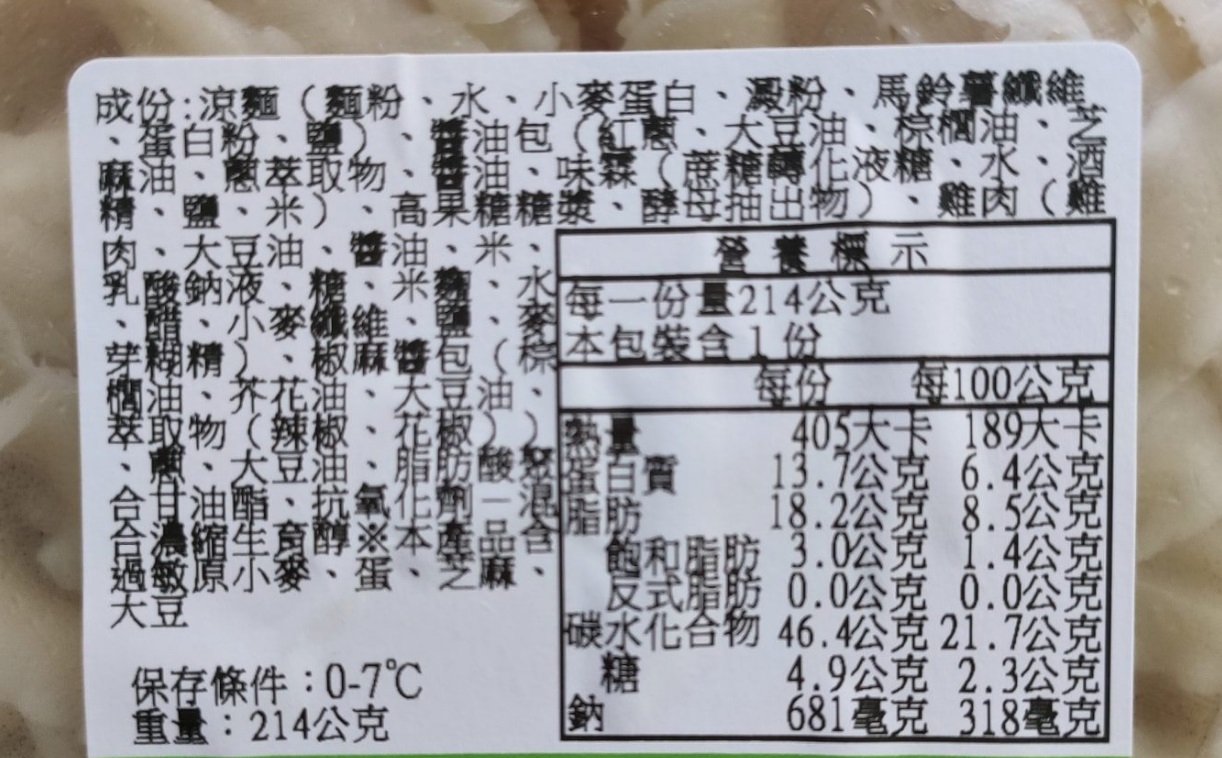 成份:涼麵（麵粉、水、小麥蛋白、澱粉、馬鈴薯纖維
、蛋白粉、鹽）、醬油包（紅蔥、大豆油、棕櫚油、芝
麻油、蔥萃取物、醬油、味霖（蔗糖轉化液糖、水、酒
精、鹽、米）、高果糖糖漿、酵母抽出物）、雞肉（雞
肉、大豆油、醬油、米、
乳酸鈉液、糖、米麴、水
、醋、小麥纖維、鹽、麥
芽糊精）、椒麻醬包（棕
櫚油、芥花油、大豆油、
萃取物（辣椒、花椒））
、蔥、大豆油、脂肪酸
合甘油酯、抗氧化劑—混
合濃縮生育醇※本產品含
過敏原小麥、蛋、芝麻、
大豆
保存條件：0-7℃
重量：214公克
營養標示
每一份量214公克
本包裝含1份
每份 每100公克
熱量 405大卡 189大卡
蛋白質 13.7公克 6.4公克
脂肪 18.2公克 8.5公克
飽和脂肪 3.0公克 1.4公克
反式脂肪 0.0公克 0.0公克
碳水化合物 46.4公克 21.7公克
糖 4.9公克 2.3公克
鈉 681毫克 318毫克